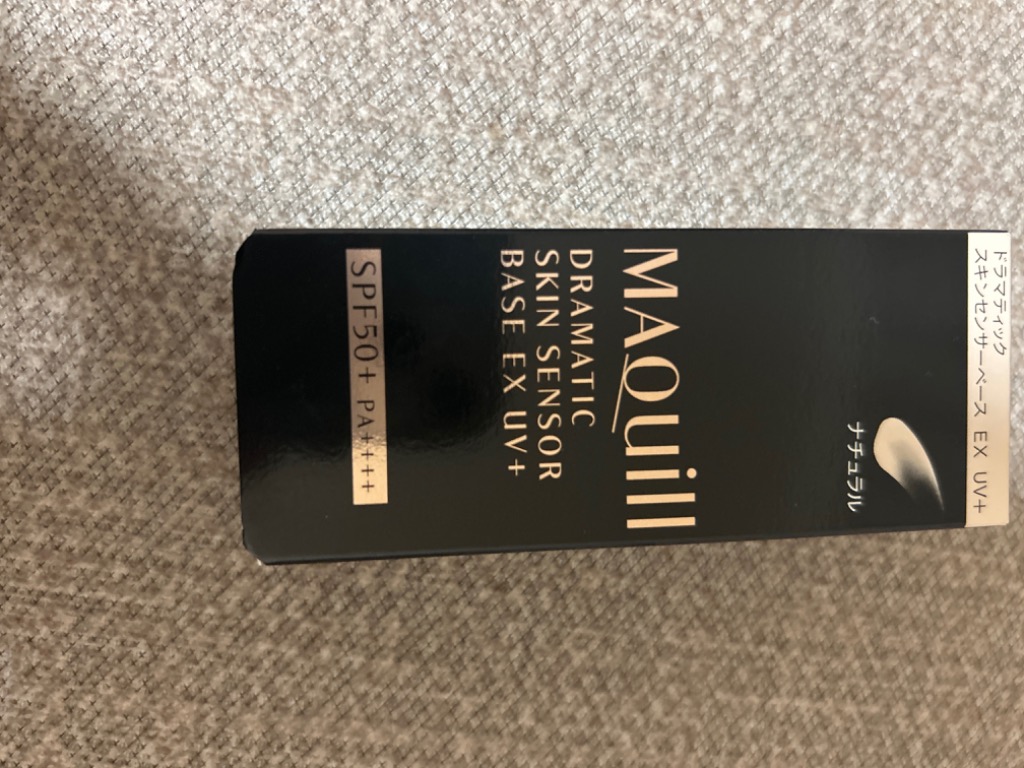 ドラマティック
スキンセンサーベース EX UV+
ナチュラル
MAQuill
DRAMATIC
SKIN SENSOR
BASE EX UV+
SPF50+ PA++++